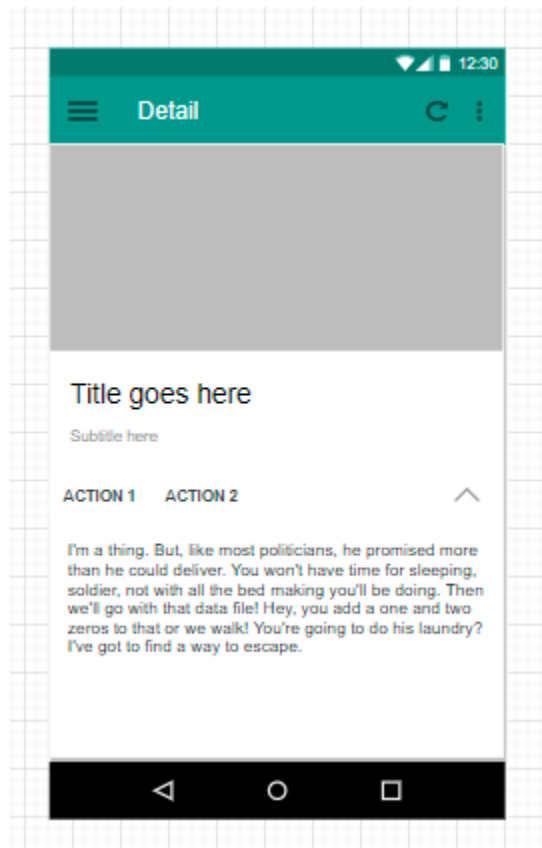 12:30
Detail
Title goes here
Subtitle here
ACTION 1 ACTION 2
I'm a thing. But, like most politicians, he promised more
than he could deliver. You won't have time for sleeping,
soldier, not with all the bed making you'll be doing. Then
we'll go with that data file! Hey, you add a one and two
zeros to that or we walk! You're going to do his laundry?
I've got to find a way to escape.